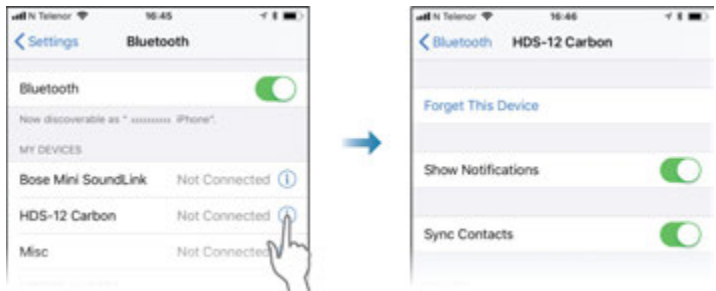 N Telenor 16:45
Settings Bluetooth
Bluetooth
Now discoverable as " iPhone".
MY DEVICES
Bose Mini SoundLink Not Connected
HDS-12 Carbon Not Connected
Misc Not Connected
N Telenor 16:46
Bluetooth HDS-12 Carbon
Forget This Device
Show Notifications
Sync Contacts